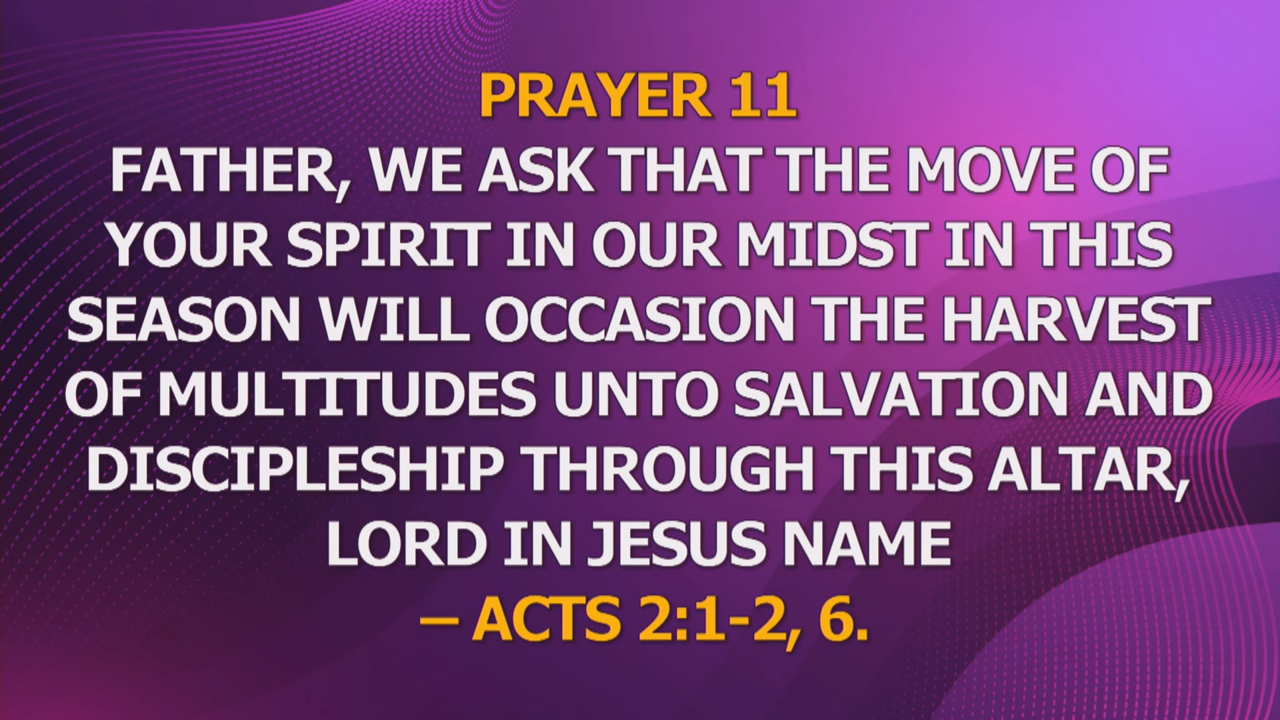 PRAYER 11
FATHER, WE ASK THAT THE MOVE OF
YOUR SPIRIT IN OUR MIDST IN THIS
SEASON WILL OCCASION THE HARVEST
OF MULTITUDES UNTO SALVATION AND
DISCIPLESHIP THROUGH THIS ALTAR,
LORD IN JESUS NAME
– ACTS 2:1-2, 6.